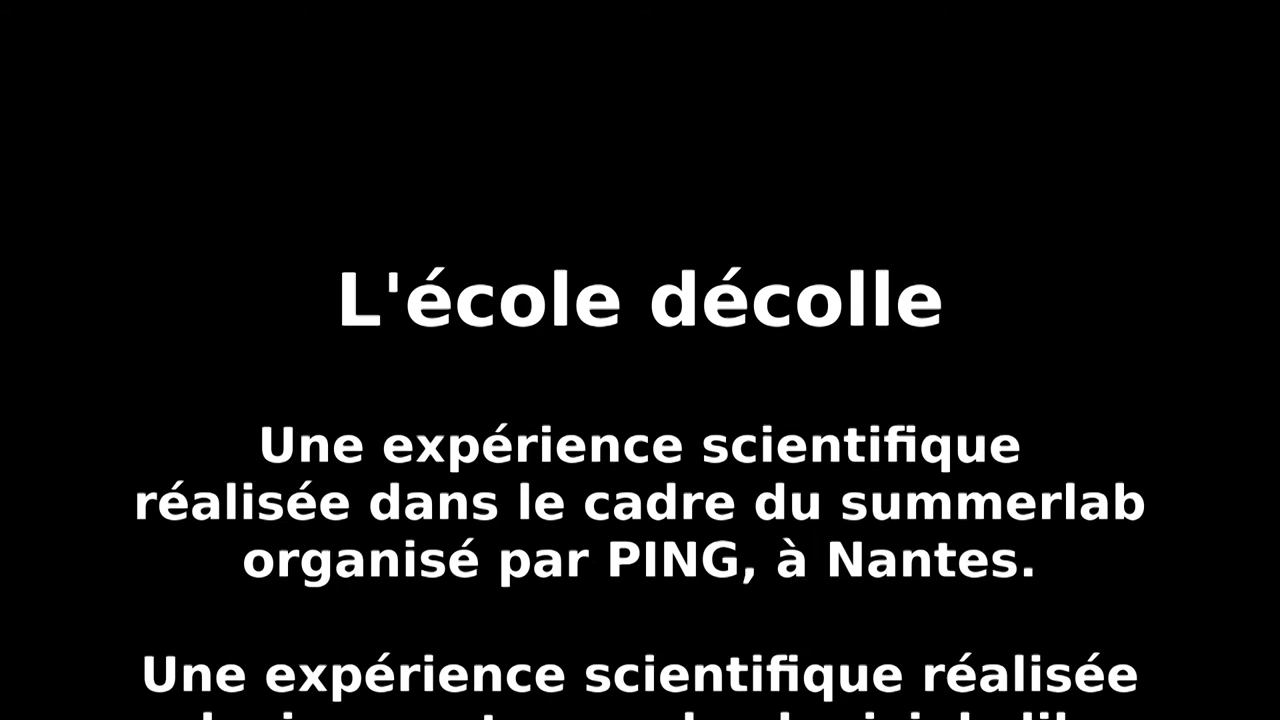 L'école décolle
Une expérience scientifique
réalisée dans le cadre du summerlab
organisé par PING, à Nantes.
Une expérience scientifique réalisée